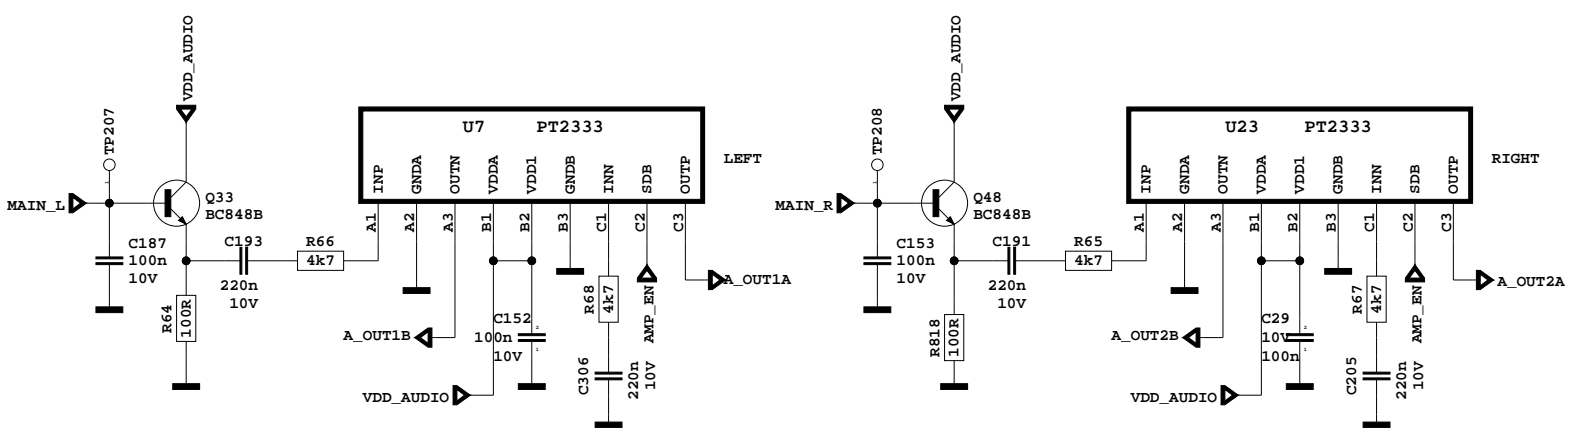 VDD_AUDIO
TP207
MAIN_L
Q33
BC848B
C187
100n
10V
C193
220n
10V
R64
100R
R66
4k7
U7 PT2333
LEFT
INP
GNDA
OUTN
VDDA
VDD1
GNDB
INN
SDB
OUTP
A1
A2
A3
B1
B2
B3
C1
C2
C3
A_OUT1A
A_OUT1B
C152
100n
10V
VDD_AUDIO
R68
4k7
AMP_EN
C306
220n
10V
VDD_AUDIO
TP208
MAIN_R
Q48
BC848B
C153
100n
10V
C191
220n
10V
R818
100R
R65
4k7
U23 PT2333
RIGHT
INP
GNDA
OUTN
VDDA
VDD1
GNDB
INN
SDB
OUTP
A1
A2
A3
B1
B2
B3
C1
C2
C3
A_OUT2A
A_OUT2B
C29
10V
100n
VDD_AUDIO
R67
4k7
AMP_EN
C205
220n
10V